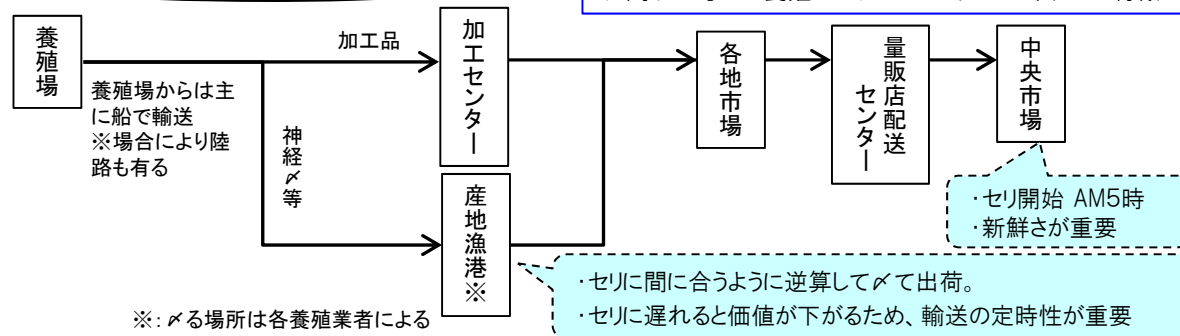 養殖場
加工品
加工センター
養殖場からは主
に船で輸送
※場合により陸
路も有る
神経〆等
産地漁港※
各地市場
量販店配送
センター
中央市場
・セリ開始 AM5時
・新鮮さが重要
・セリに間に合うように逆算して〆て出荷。
・セリに遅れると価値が下がるため、輸送の定時性が重要
※：〆る場所は各養殖業者による